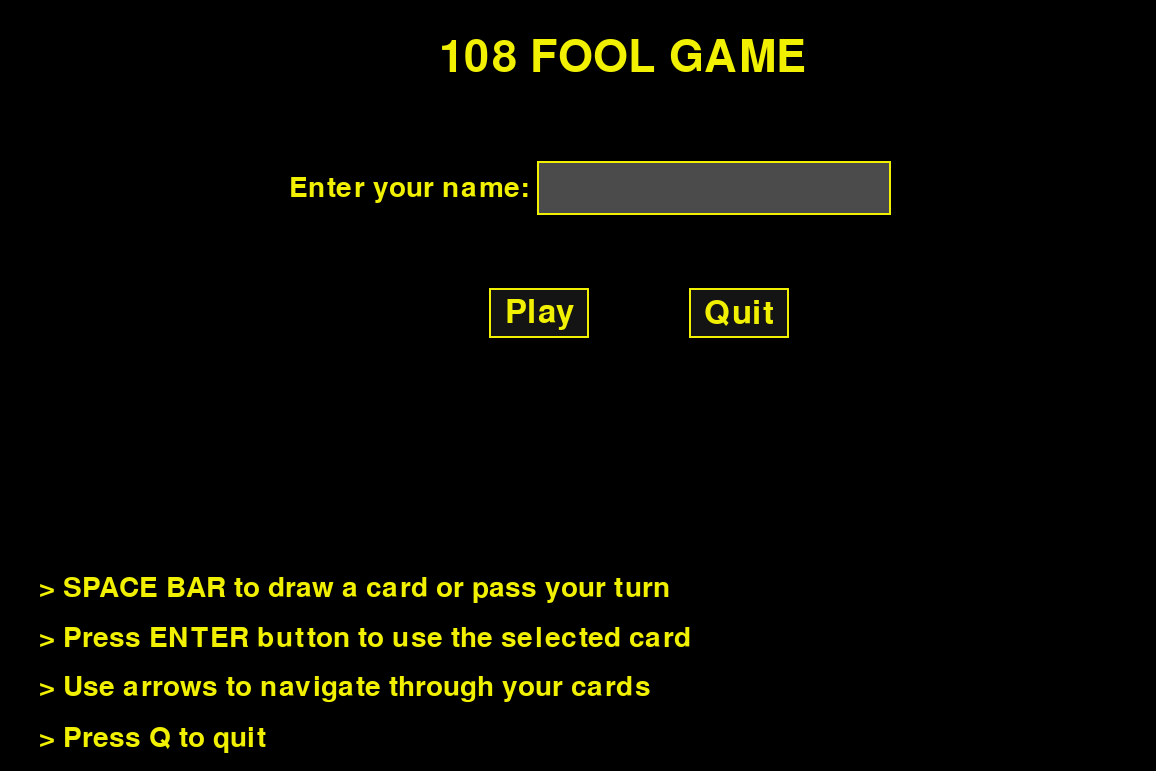 108 FOOL GAME
Enter your name:
Play Quit
> SPACE BAR to draw a card or pass your turn
> Press ENTER button to use the selected card
> Use arrows to navigate through your cards
> Press Q to quit